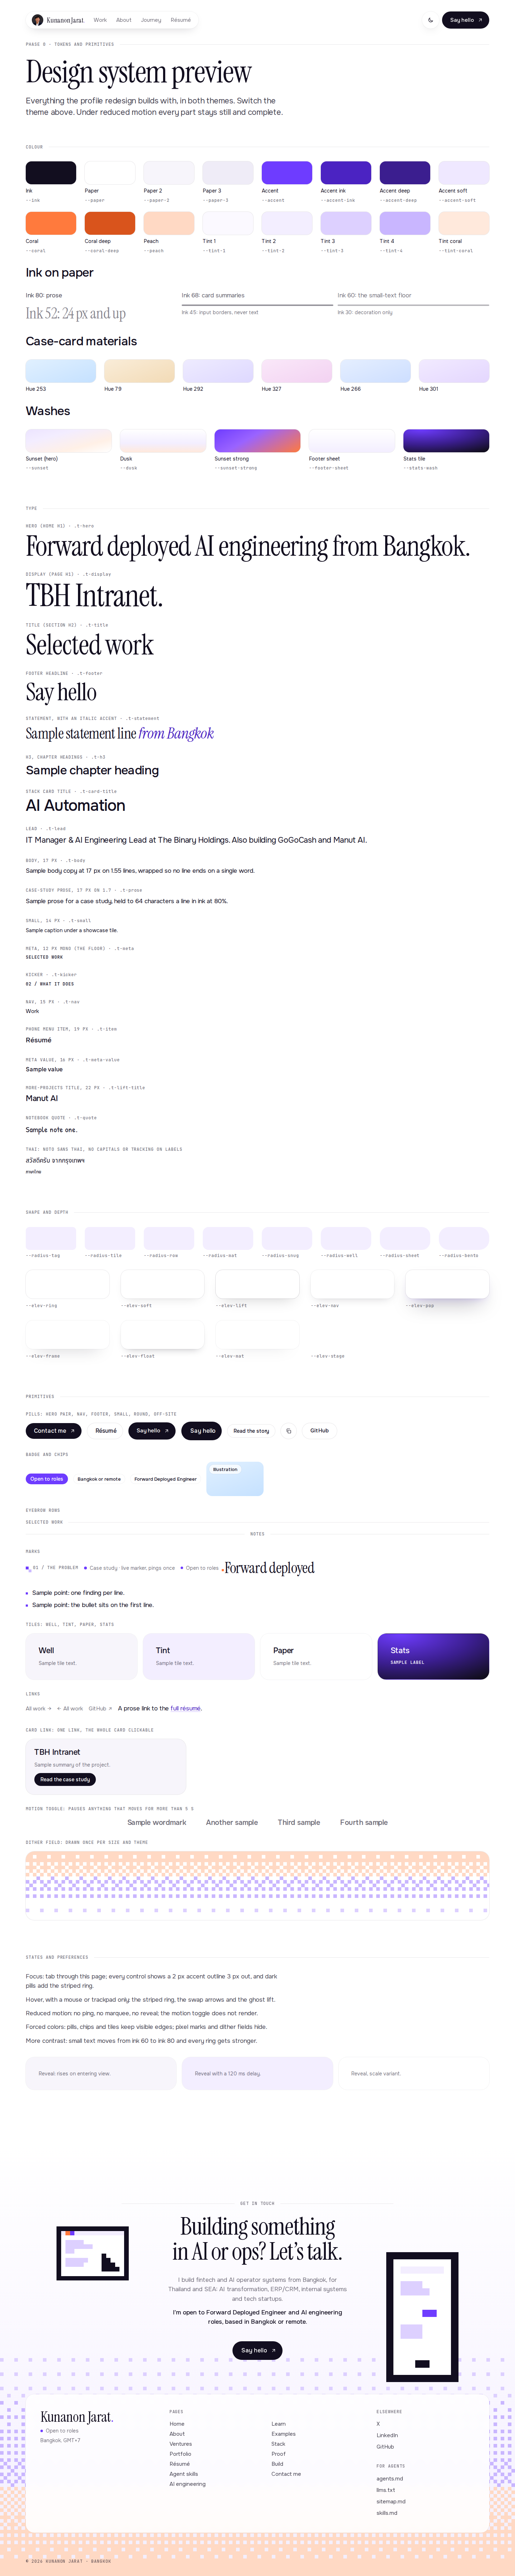 Kunanon Jarat. Work About Journey Résumé Say hello
PHASE 0 · TOKENS AND PRIMITIVES
Design system preview
Everything the profile redesign builds with, in both themes. Switch the
theme above. Under reduced motion every part stays still and complete.
COLOUR
Ink Paper Paper 2 Paper 3 Accent Accent ink Accent deep Accent soft
--ink --paper --paper-2 --paper-3 --accent --accent-ink --accent-deep --accent-soft
Coral Coral deep Peach Tint 1 Tint 2 Tint 3 Tint 4 Tint coral
--coral --coral-deep --peach --tint-1 --tint-2 --tint-3 --tint-4 --tint-coral
Ink on paper
Ink 80: prose Ink 68: card summaries Ink 60: the small-text floor
Ink 52: 24 px and up Ink 45: input borders, never text Ink 30: decoration only
Case-card materials
Hue 253 Hue 79 Hue 292 Hue 327 Hue 266 Hue 301
Washes
Sunset (hero) Dusk Sunset strong Footer sheet Stats tile
--sunset --dusk --sunset-strong --footer-sheet --stats-wash
TYPE
HERO (HOME H1) · .t-hero
Forward deployed AI engineering from Bangkok.
DISPLAY (PAGE H1) · .t-display
TBH Intranet.
TITLE (SECTION H2) · .t-title
Selected work
FOOTER HEADLINE · .t-footer
Say hello
STATEMENT, WITH AN ITALIC ACCENT · .t-statement
Sample statement line from Bangkok
H3, CHAPTER HEADINGS · .t-h3
Sample chapter heading
STACK CARD TITLE · .t-card-title
AI Automation
LEAD · .t-lead
IT Manager & AI Engineering Lead at The Binary Holdings. Also building GoGoCash and Manut AI.
BODY, 17 PX · .t-body
Sample body copy at 17 px on 1.55 lines, wrapped so no line ends on a single word.
CASE-STUDY PROSE, 17 PX ON 1.7 · .t-prose
Sample prose for a case study, held to 64 characters a line in ink at 80%.
SMALL, 14 PX · .t-small
Sample caption under a showcase tile.
META, 12 PX MONO (THE FLOOR) · .t-meta
SELECTED WORK
KICKER · .t-kicker
02 / WHAT IT DOES
NAV, 15 PX · .t-nav
Work
PHONE MENU ITEM, 19 PX · .t-item
Résumé
META VALUE, 16 PX · .t-meta-value
Sample value
MORE-PROJECTS TITLE, 22 PX · .t-lift-title
Manut AI
NOTEBOOK QUOTE · .t-quote
Sample note one.
THAI: NOTO SANS THAI, NO CAPITALS OR TRACKING ON LABELS
สวัสดีครับ จากกรุงเทพฯ
ภาษาไทย
SHAPE AND DEPTH
--radius-tag --radius-tile --radius-row --radius-mat --radius-snug --radius-well --radius-sheet --radius-bento
--elev-ring --elev-soft --elev-lift --elev-nav --elev-pop
--elev-frame --elev-float --elev-mat --elev-stage
PRIMITIVES
PILLS: HERO PAIR, NAV, FOOTER, SMALL, ROUND, OFF-SITE
Contact me Résumé Say hello Say hello Read the story GitHub
BADGE AND CHIPS
Open to roles Bangkok or remote Forward Deployed Engineer Illustration
EYEBROW ROWS
SELECTED WORK
NOTES
MARKS
01 / THE PROBLEM Case study · live marker, pings once Open to roles Forward deployed
Sample point: one finding per line.
Sample point: the bullet sits on the first line.
TILES: WELL, TINT, PAPER, STATS
Well Tint Paper Stats
Sample tile text. Sample tile text. Sample tile text. SAMPLE LABEL
LINKS
All work → ← All work GitHub ↗ A prose link to the full résumé.
CARD LINK: ONE LINK, THE WHOLE CARD CLICKABLE
TBH Intranet
Sample summary of the project.
Read the case study
MOTION TOGGLE: PAUSES ANYTHING THAT MOVES FOR MORE THAN 5 S
Sample wordmark Another sample Third sample Fourth sample
DITHER FIELD: DRAWN ONCE PER SIZE AND THEME
STATES AND PREFERENCES
Focus: tab through this page; every control shows a 2 px accent outline 3 px out, and dark
pills add the striped ring.
Hover, with a mouse or trackpad only: the striped ring, the swap arrows and the ghost lift.
Reduced motion: no ping, no marquee, no reveal; the motion toggle does not render.
Forced colors: pills, chips and tiles keep visible edges; pixel marks and dither fields hide.
More contrast: small text moves from ink 60 to ink 80 and every ring gets stronger.
Reveal: rises on entering view. Reveal with a 120 ms delay. Reveal, scale variant.
GET IN TOUCH
Building something
in AI or ops? Let's talk.
I build fintech and AI operator systems from Bangkok, for
Thailand and SEA: AI transformation, ERP/CRM, internal systems
and tech startups.
I'm open to Forward Deployed Engineer and AI engineering
roles, based in Bangkok or remote.
Say hello
Kunanon Jarat.
Open to roles
Bangkok, GMT+7
PAGES
Home
About
Ventures
Portfolio
Résumé
Agent skills
AI engineering
Learn
Examples
Stack
Proof
Build
Contact me
ELSEWHERE
X
LinkedIn
GitHub
FOR AGENTS
agents.md
llms.txt
sitemap.md
skills.md
© 2026 KUNANON JARAT · BANGKOK